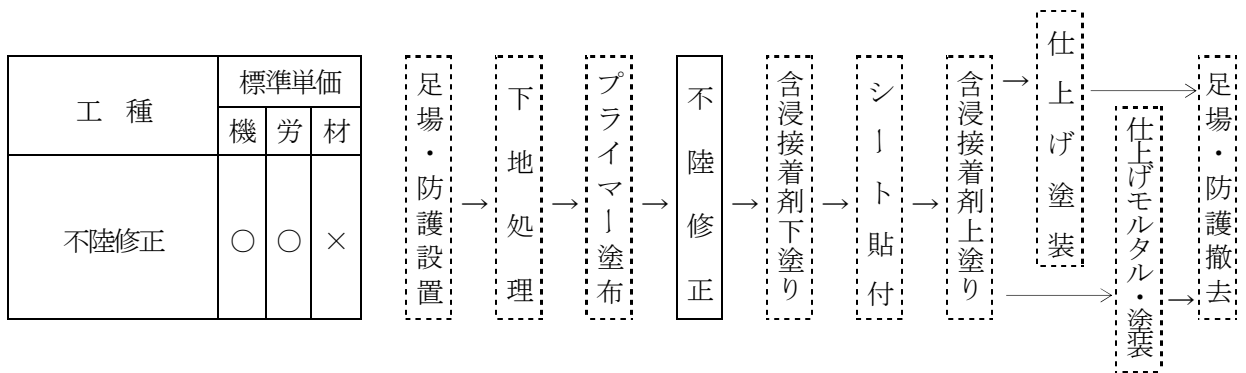 工種
標準単価
機 労 材
不陸修正 ○ ○ ×
足場・防護設置
→
下地処理
→
プライマー塗布
→
不陸修正
→
含浸接着剤下塗り
→
シート貼付
→
含浸接着剤上塗り
→
仕上げ塗装
→
仕上げモルタル・塗装
→
足場・防護撤去